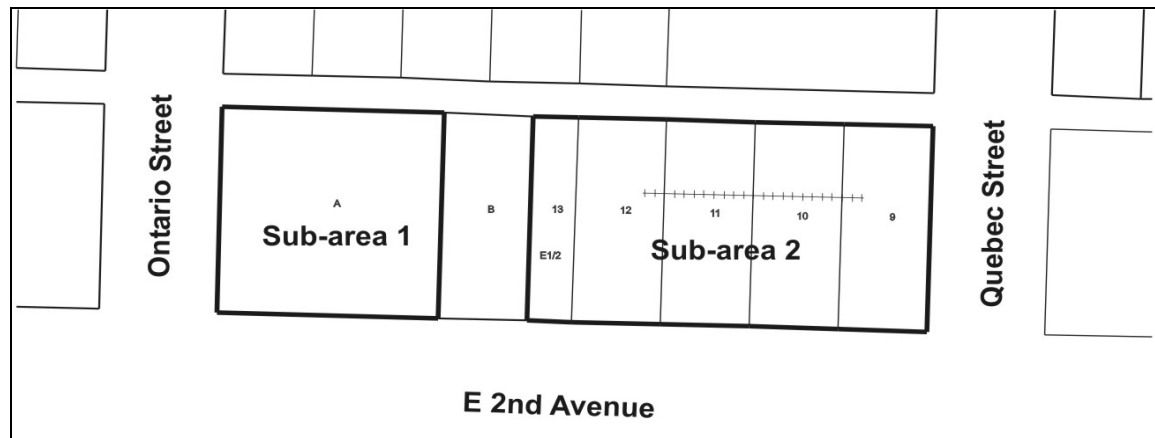 Ontario Street
A
Sub-area 1
B
13
E1/2
12
11
10
9
Sub-area 2
Quebec Street
E 2nd Avenue